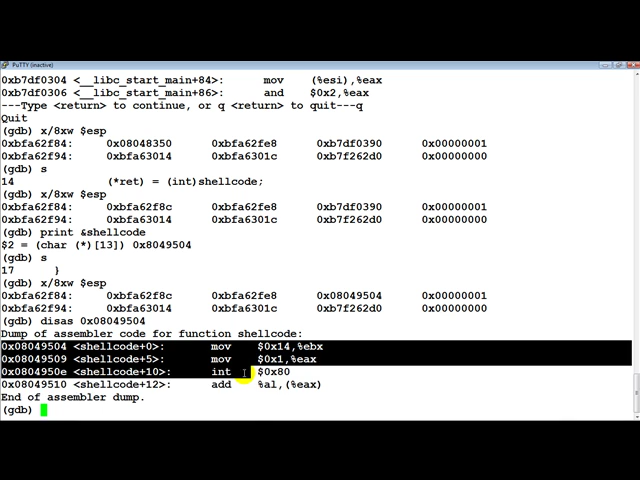 PuTTY (inactive)
0xb7df0304 <__libc_start_main+84>: mov (%esi),%eax
0xb7df0306 <__libc_start_main+86>: and $0x2,%eax
---Type <return> to continue, or q <return> to quit---q
Quit
(gdb) x/8xw $esp
0xbfa62f84: 0x08048350 0xbfa62fe8 0xb7df0390 0x00000001
0xbfa62f94: 0xbfa63014 0xbfa6301c 0xb7f262d0 0x00000000
(gdb) s
14 (*ret) = (int)shellcode;
(gdb) x/8xw $esp
0xbfa62f84: 0xbfa62f8c 0xbfa62fe8 0xb7df0390 0x00000001
0xbfa62f94: 0xbfa63014 0xbfa6301c 0xb7f262d0 0x00000000
(gdb) print &shellcode
$2 = (char (*)[13]) 0x8049504
(gdb) s
17 }
(gdb) x/8xw $esp
0xbfa62f84: 0xbfa62f8c 0xbfa62fe8 0x08049504 0x00000001
0xbfa62f94: 0xbfa63014 0xbfa6301c 0xb7f262d0 0x00000000
(gdb) disas 0x08049504
Dump of assembler code for function shellcode:
0x08049504 <shellcode+0>: mov $0x14,%ebx
0x08049509 <shellcode+5>: mov $0x1,%eax
0x0804950e <shellcode+10>: int $0x80
0x08049510 <shellcode+12>: add %al,(%eax)
End of assembler dump.
(gdb)